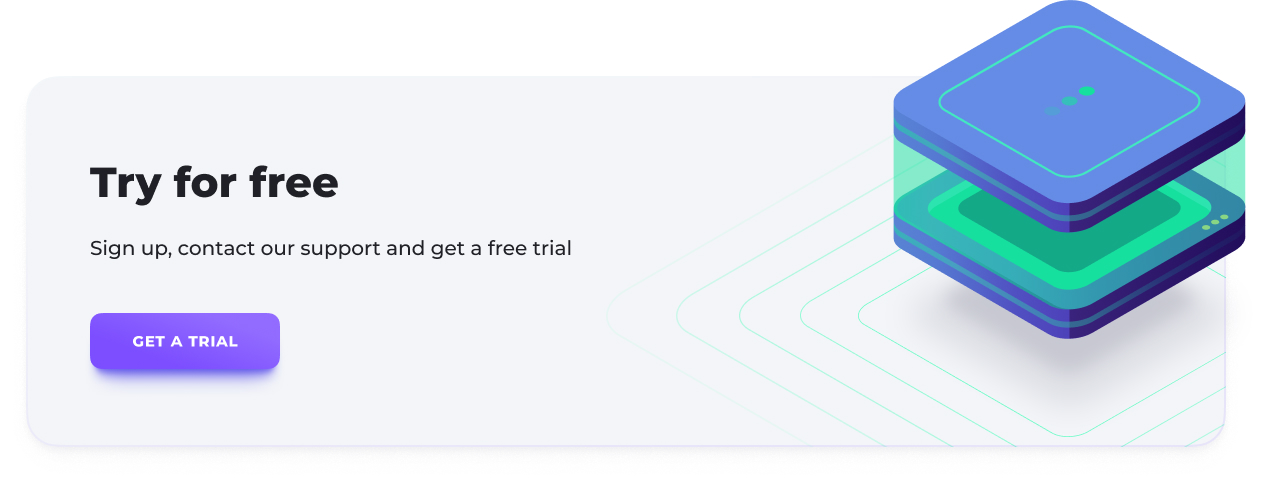 Try for free
Sign up, contact our support and get a free trial
GET A TRIAL